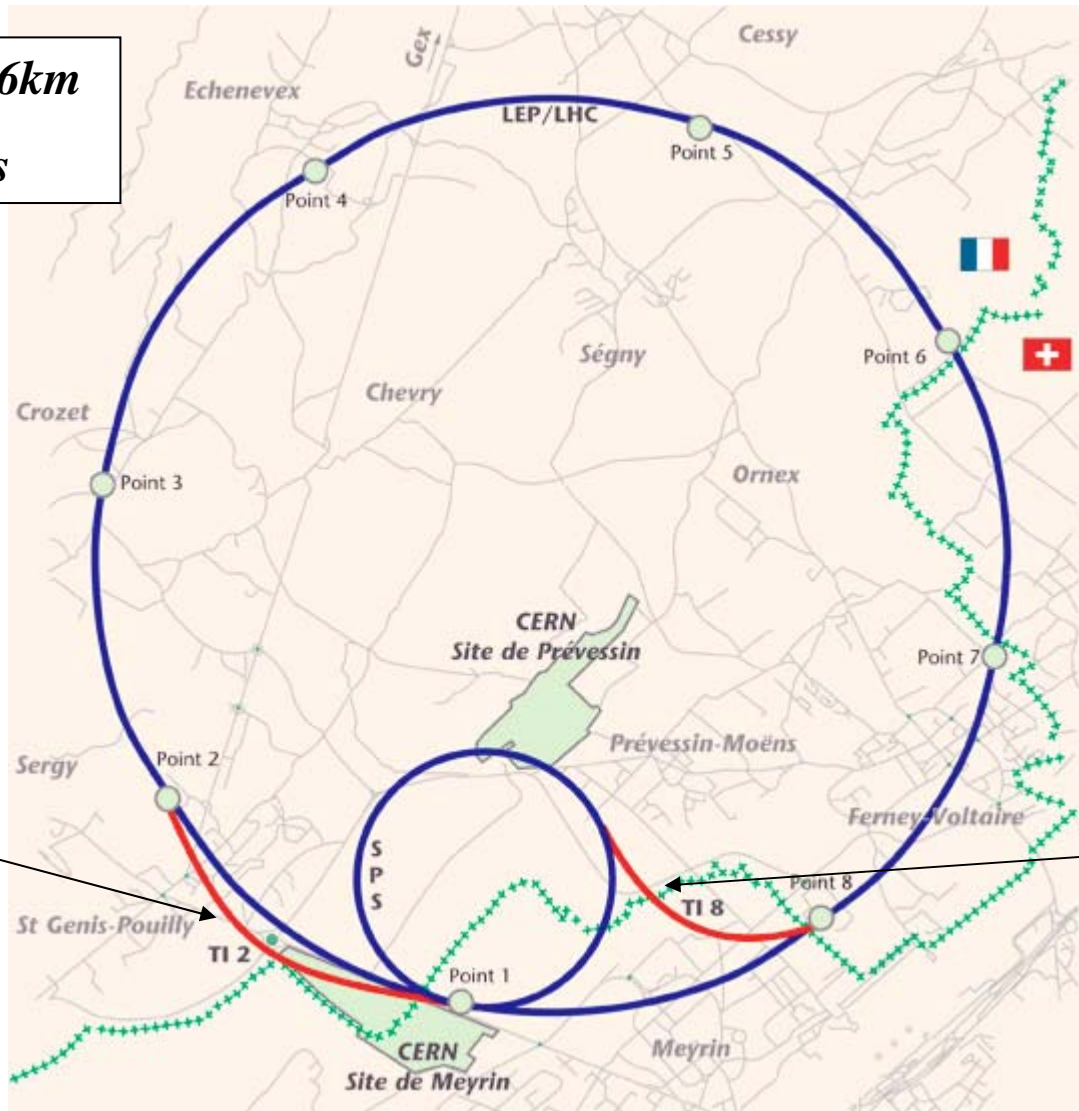 6km
s
Cessy
Gex
Echenevex
LEP/LHC
Point 5
Point 4
Ségny
Point 6
Chevry
Crozet
Ornex
Point 3
CERN
Site de Prévessin
Point 7
Prévessin-Moëns
Point 2
Sergy
Ferney-Voltaire
SPS
Point 8
TI 8
St Genis-Pouilly
TI 2
Point 1
Meyrin
CERN
Site de Meyrin